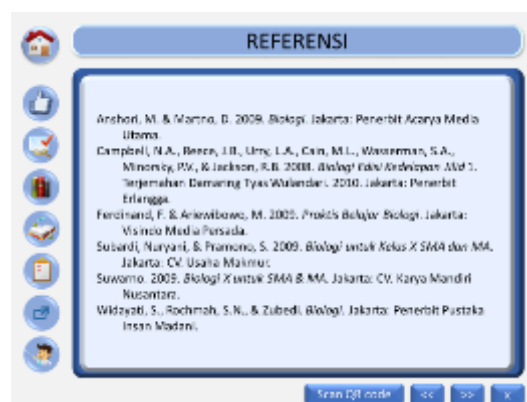 REFERENSI
Anshori, M. & Martno, D. 2009. Biologi. Jakarta: Penerbit Acarya Media
Utama.
Campbell, N.A., Reece, J.B., Urry, L.A., Cain, M.L., Wasserman, S.A.,
Minorsky, P.V., & Jackson, R.B. 2008. Biologi Edisi Kedelapan Jilid 1.
Terjemahan Damaring Tyas Wulandari. 2010. Jakarta: Penerbit
Erlangga.
Ferdinand, F. & Ariewibowo, M. 2009. Praktis Belajar Biologi. Jakarta:
Visindo Media Persada.
Subardi, Nuryani, & Pramono, S. 2009. Biologi untuk Kelas X SMA dan MA.
Jakarta: CV. Usaha Makmur.
Suwarno. 2009. Biologi X untuk SMA & MA. Jakarta: CV. Karya Mandiri
Nusantara.
Widayati, S., Rochmah, S.N., & Zubedi. Biologi. Jakarta: Penerbit Pustaka
Insan Madani.
Scan QR code << >> x